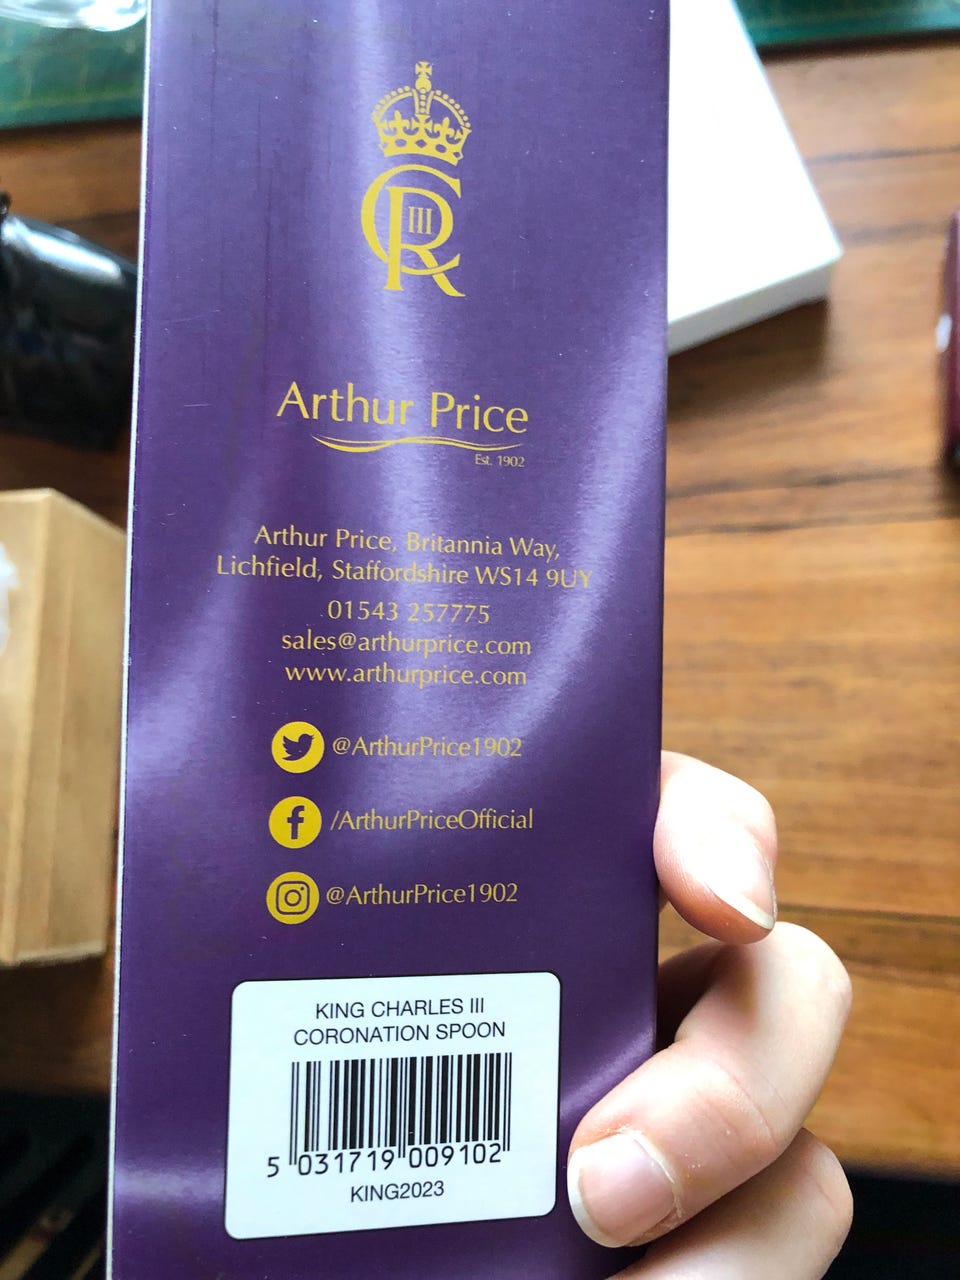 CR
III
Arthur Price
Est. 1902
Arthur Price, Britannia Way,
Lichfield, Staffordshire WS14 9UY
01543 257775
sales@arthurprice.com
www.arthurprice.com
@ArthurPrice1902
/ArthurPriceOfficial
@ArthurPrice1902
KING CHARLES III
CORONATION SPOON
5 031719 009102
KING2023